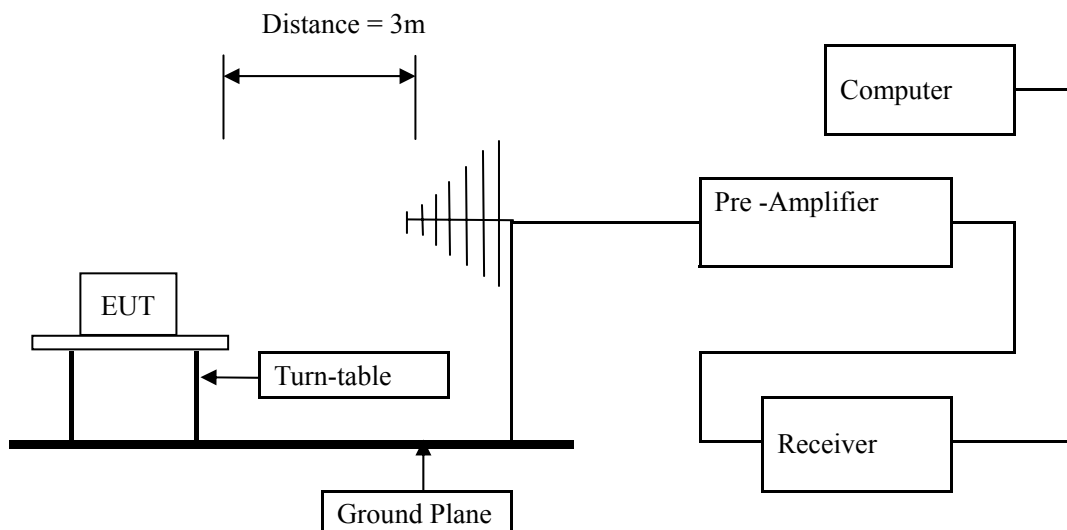 Distance = 3m
Computer
Pre -Amplifier
EUT
Turn-table
Receiver
Ground Plane